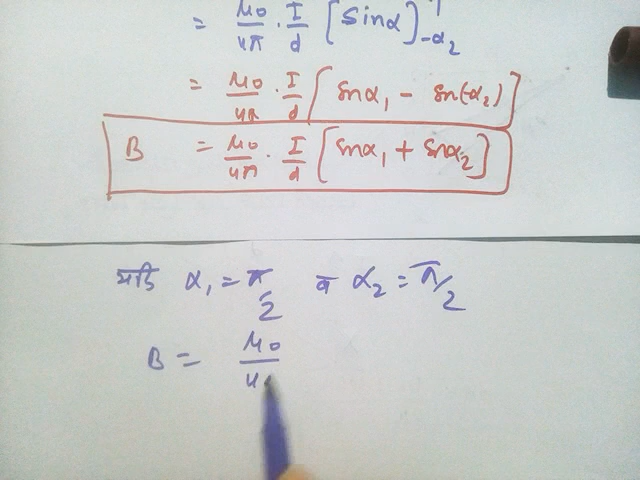 = μ₀/4π · I/d [sinα]₋α₂
= μ₀/4π · I/d [sinα₁ - sin(-α₂)]
B = μ₀/4π · I/d [sinα₁ + sinα₂]
यदि α₁ = π/2 व α₂ = π/2
B = μ₀/4